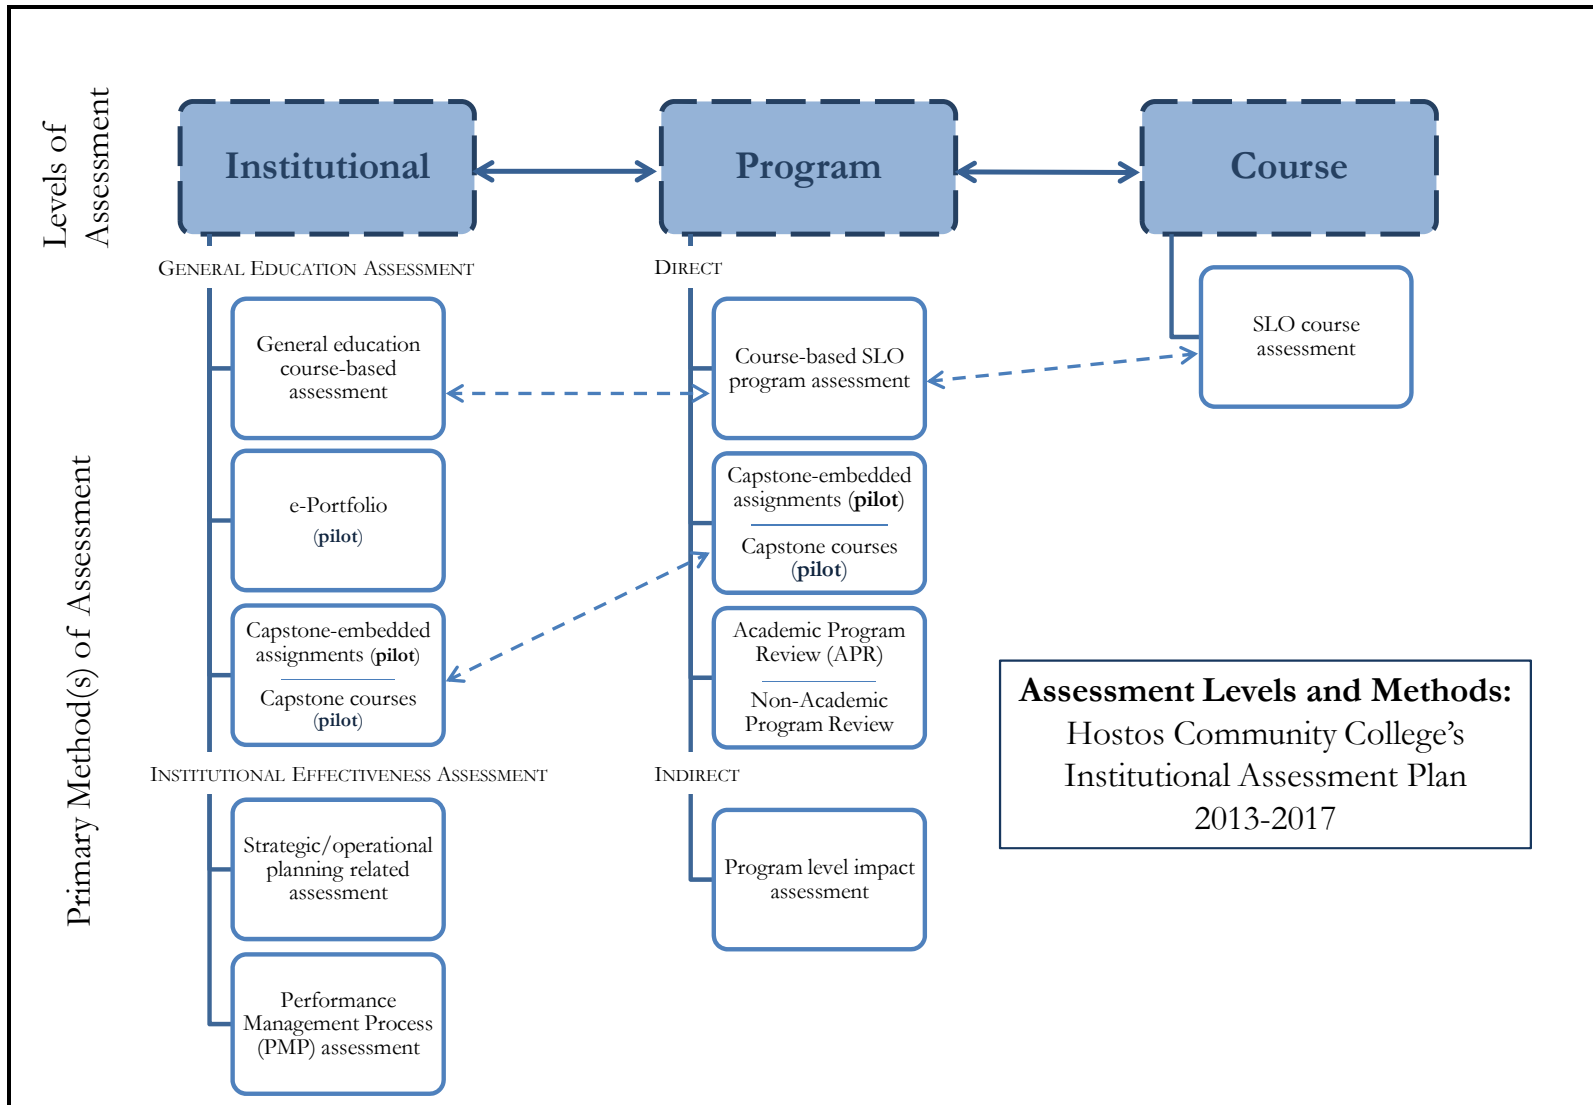 Levels of
Assessment
Institutional
Program
Course
GENERAL EDUCATION ASSESSMENT
General education
course-based
assessment
e-Portfolio
(pilot)
Capstone-embedded
assignments (pilot)
Capstone courses
(pilot)
INSTITUTIONAL EFFECTIVENESS ASSESSMENT
Strategic/operational
planning related
assessment
Performance
Management Process
(PMP) assessment
DIRECT
Course-based SLO
program assessment
Capstone-embedded
assignments (pilot)
Capstone courses
(pilot)
Academic Program
Review (APR)
Non-Academic
Program Review
INDIRECT
Program level impact
assessment
SLO course
assessment
Primary Method(s) of Assessment
Assessment Levels and Methods:
Hostos Community College's
Institutional Assessment Plan
2013-2017